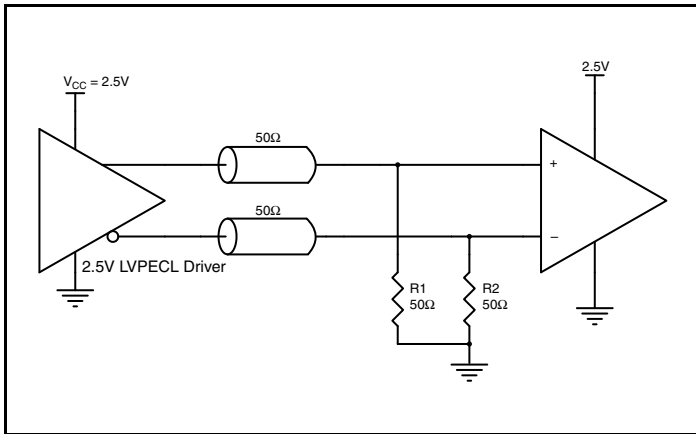 V_CC = 2.5V
2.5V
50Ω
+
50Ω
−
2.5V LVPECL Driver
R1
50Ω
R2
50Ω